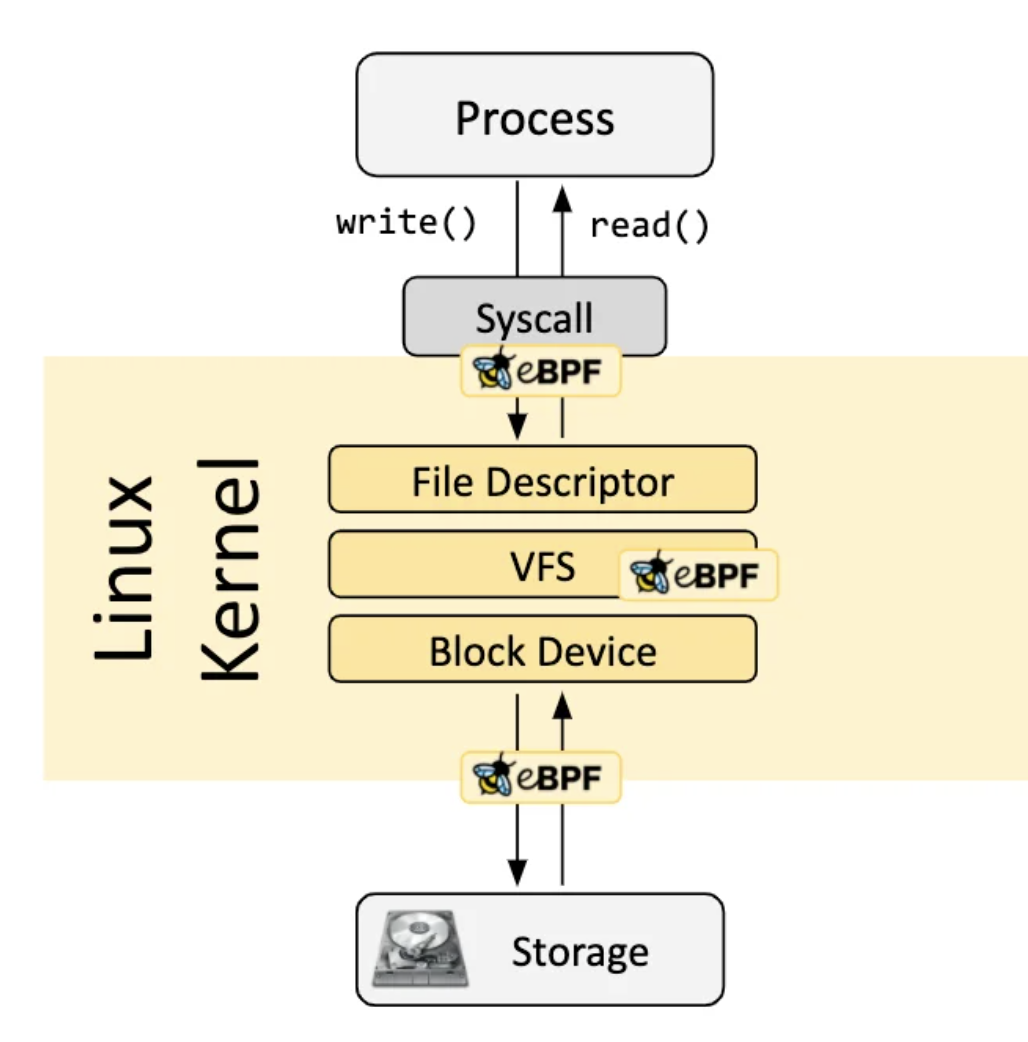 Process
write()
read()
Syscall
eBPF
Linux
Kernel
File Descriptor
VFS
eBPF
Block Device
eBPF
Storage